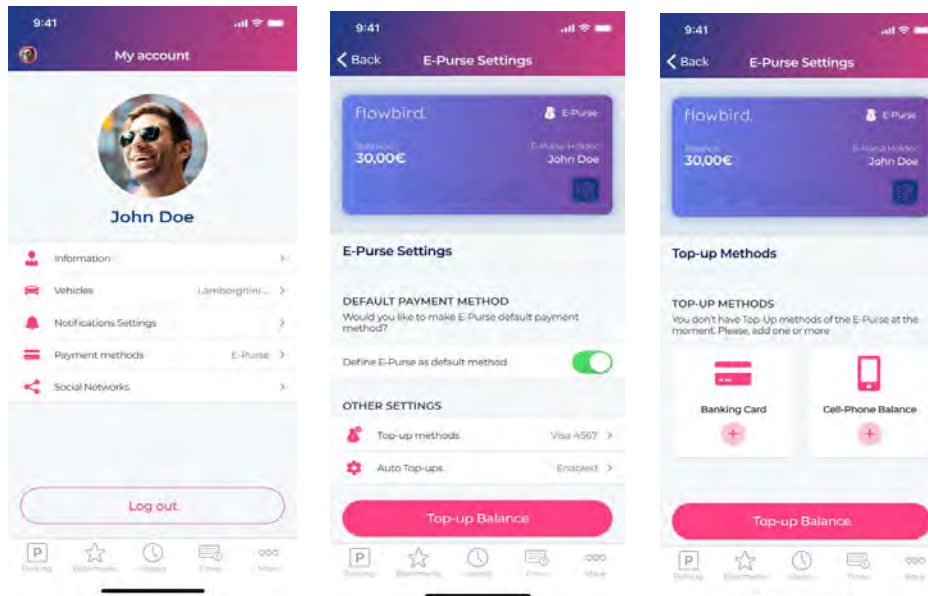 9:41
My account
John Doe
Information
Vehicles Lamborghini...
Notifications Settings
Payment methods E-Purse
Social Networks
Log out
Parking
9:41
Back E-Purse Settings
flowbird. E-Purse
Balance E-Purse Holder
30,00€ John Doe
E-Purse Settings
DEFAULT PAYMENT METHOD
Would you like to make E-Purse default payment
method?
Define E-Purse as default method
OTHER SETTINGS
Top-up methods Visa 4567
Auto Top-ups Enabled
Top-up Balance
P
More
9:41
Back E-Purse Settings
flowbird. E-Purse
Balance E-Purse Holder
30,00€ John Doe
Top-up Methods
TOP-UP METHODS
You don't have Top-Up methods of the E-Purse at the
moment. Please, add one or more
Banking Card Cell-Phone Balance
Top-up Balance
P
More